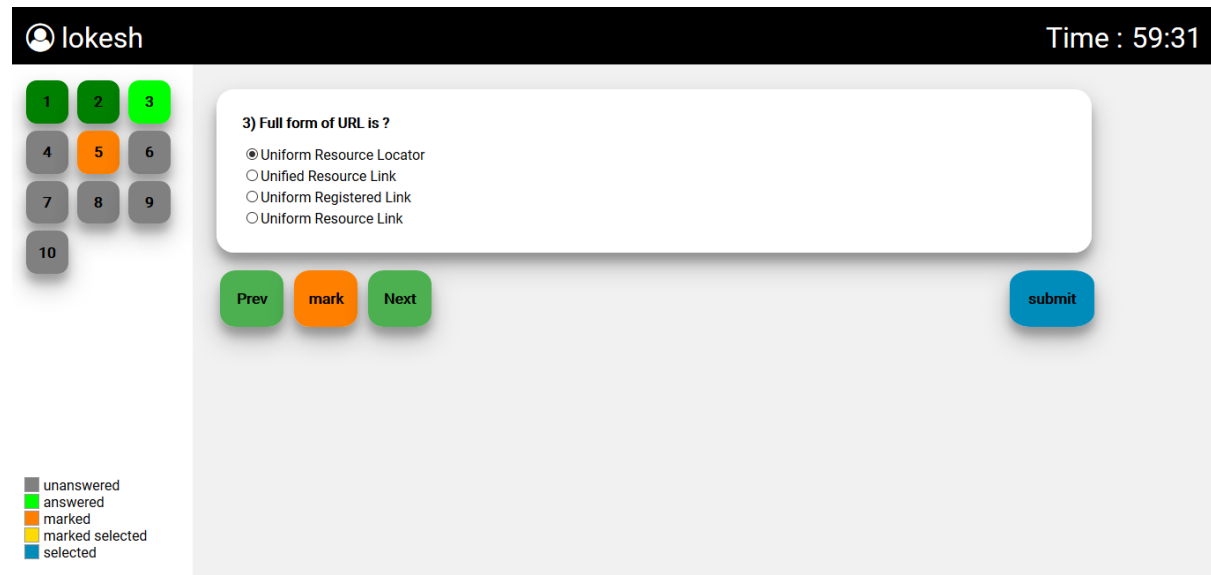 lokesh
Time : 59:31
1 2 3
4 5 6
7 8 9
10
3) Full form of URL is ?
Uniform Resource Locator
Unified Resource Link
Uniform Registered Link
Uniform Resource Link
Prev mark Next submit
unanswered
answered
marked
marked selected
selected